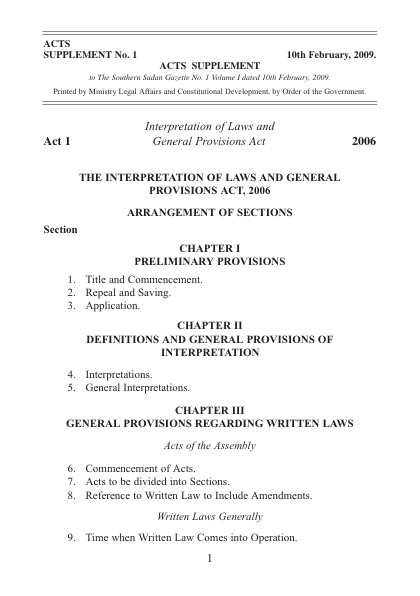 ACTS
SUPPLEMENT No. 1 10th February, 2009.
ACTS SUPPLEMENT
to The Southern Sudan Gazette No. 1 Volume I dated 10th February, 2009.
Printed by Ministry Legal Affairs and Constitutional Development, by Order of the Government.
Interpretation of Laws and
Act 1 General Provisions Act 2006
THE INTERPRETATION OF LAWS AND GENERAL
PROVISIONS ACT, 2006
ARRANGEMENT OF SECTIONS
Section
CHAPTER I
PRELIMINARY PROVISIONS
1. Title and Commencement.
2. Repeal and Saving.
3. Application.
CHAPTER II
DEFINITIONS AND GENERAL PROVISIONS OF
INTERPRETATION
4. Interpretations.
5. General Interpretations.
CHAPTER III
GENERAL PROVISIONS REGARDING WRITTEN LAWS
Acts of the Assembly
6. Commencement of Acts.
7. Acts to be divided into Sections.
8. Reference to Written Law to Include Amendments.
Written Laws Generally
9. Time when Written Law Comes into Operation.
1